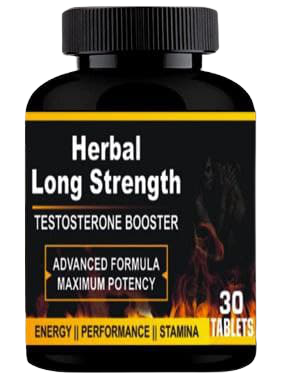 Herbal
Long Strength
TESTOSTERONE BOOSTER
ADVANCED FORMULA
MAXIMUM POTENCY
30
TABLETS
ENERGY || PERFORMANCE || STAMINA